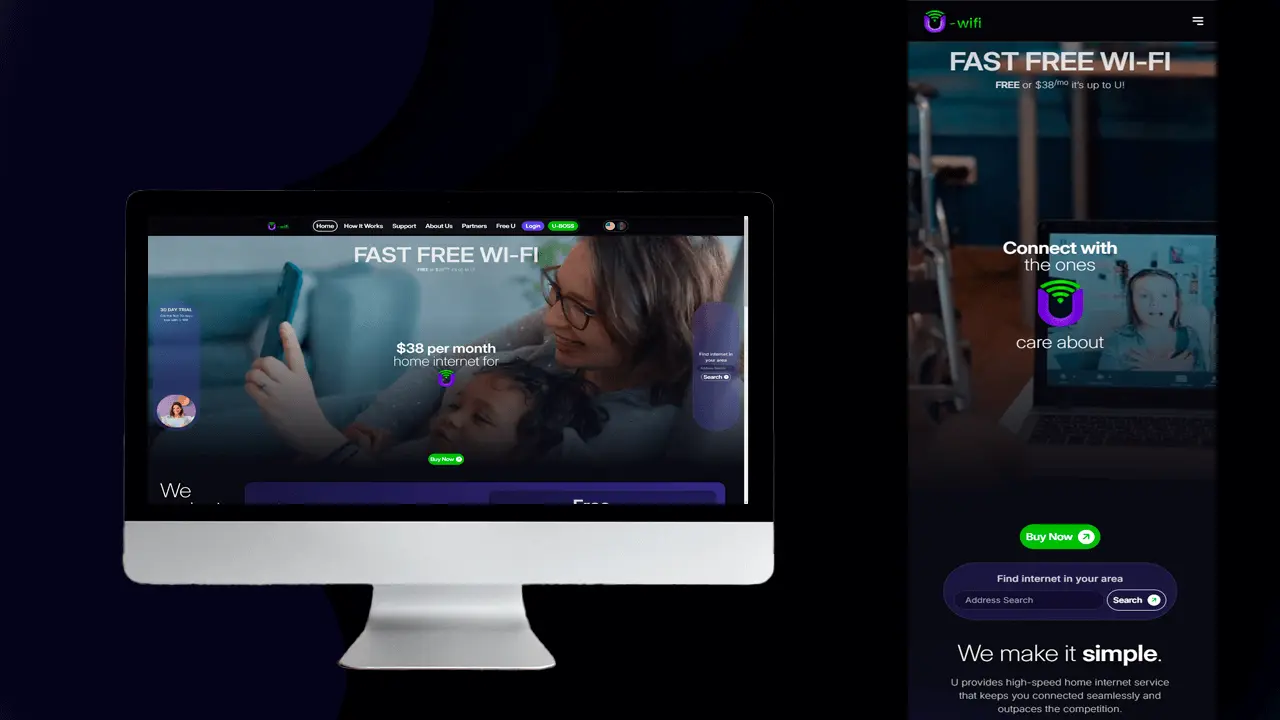 - wifi
Home How It Works Support About Us Partners Free U Login U-BOSS
FAST FREE WI-FI
30 DAY TRIAL
$38 per month
home internet for
Find internet in
your area
Address Search
Search
Buy Now
We
Free
U - wifi
FAST FREE WI-FI
FREE or $38/mo it's up to U!
Connect with
the ones
U
care about
Buy Now
Find internet in your area
Address Search
Search
We make it simple.
U provides high-speed home internet service
that keeps you connected seamlessly and
outpaces the competition.